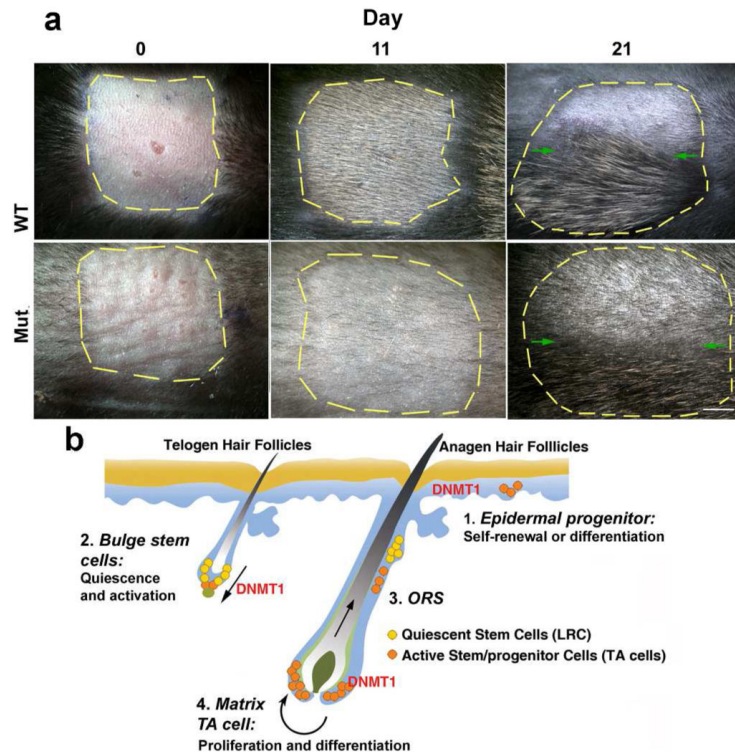 a
Day
0 11 21
WT
Mut.
b
Telogen Hair Follicles
Anagen Hair Folllicles
DNMT1
1. Epidermal progenitor:
Self-renewal or differentiation
2. Bulge stem
cells:
Quiescence
and activation
DNMT1
3. ORS
Quiescent Stem Cells (LRC)
Active Stem/progenitor Cells (TA cells)
DNMT1
4. Matrix
TA cell:
Proliferation and differentiation